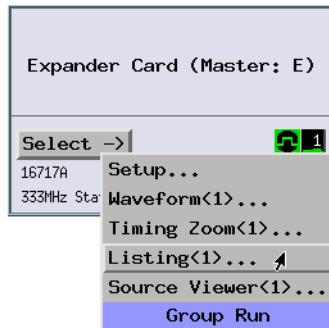 Expander Card (Master: E)
Select ->
1
16717A
333MHz Sta
Setup...
Waveform<1>...
Timing Zoom<1>...
Listing<1>...
Source Viewer<1>...
Group Run